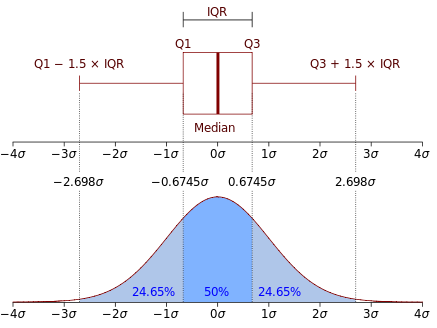 IQR
Q1 Q3
Q1 − 1.5 × IQR Q3 + 1.5 × IQR
Median
−4σ −3σ −2σ −1σ 0σ 1σ 2σ 3σ 4σ
−2.698σ −0.6745σ 0.6745σ 2.698σ
24.65% 50% 24.65%
−4σ −3σ −2σ −1σ 0σ 1σ 2σ 3σ 4σ